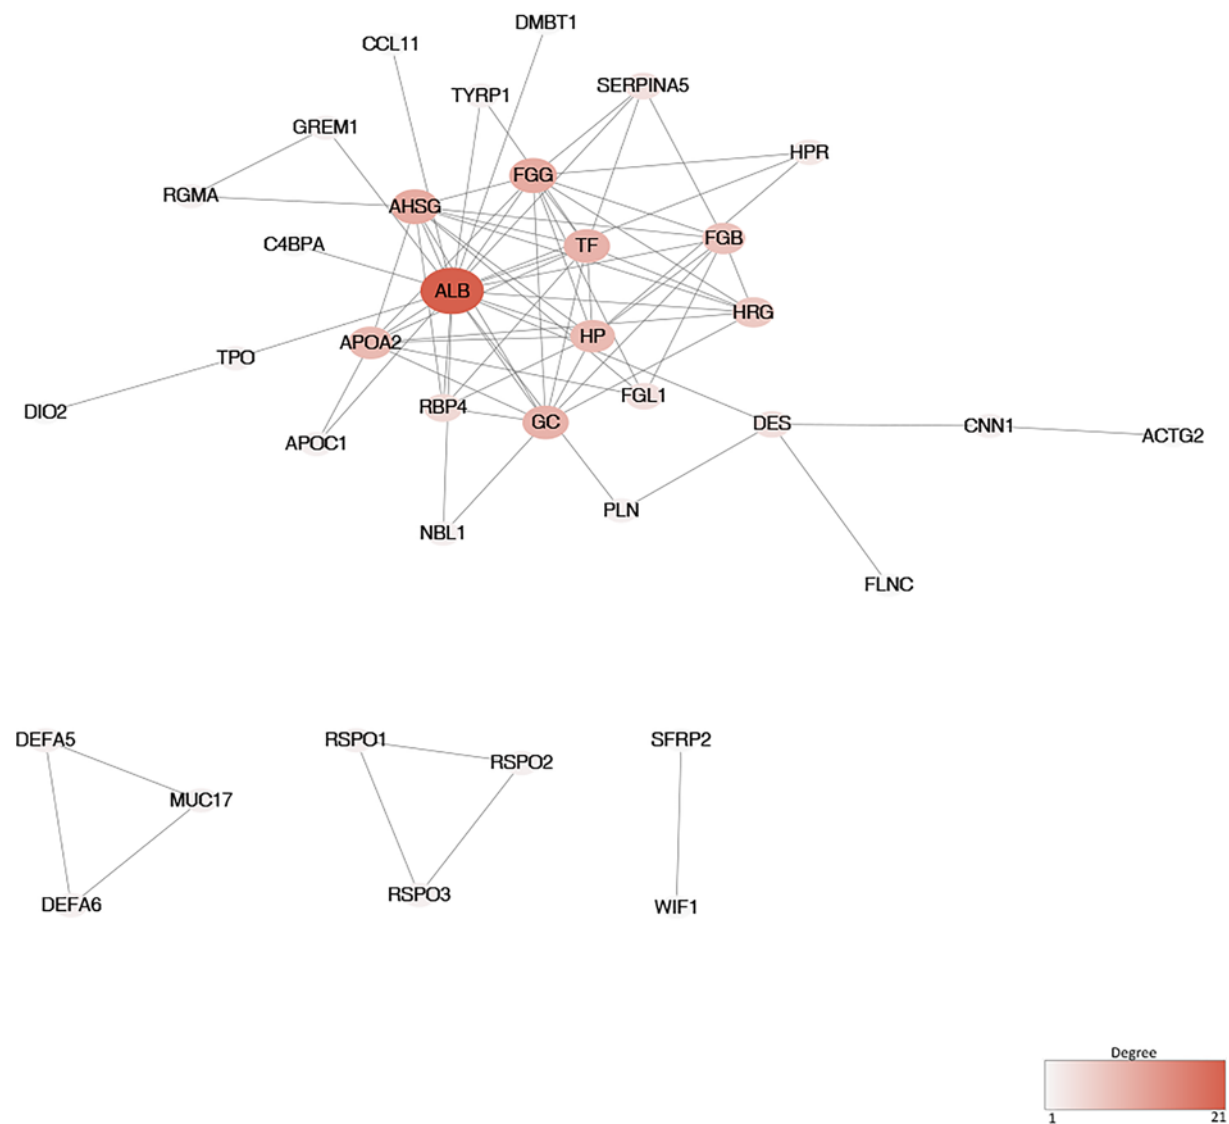 DMBT1
CCL11
SERPINA5
TYRP1
GREM1
HPR
FGG
RGMA
AHSG
FGB
C4BPA
TF
ALB
HRG
HP
APOA2
TPO
FGL1
RBP4
DIO2
GC
DES
CNN1
ACTG2
APOC1
PLN
NBL1
FLNC
DEFA5
RSPO1
SFRP2
RSPO2
MUC17
RSPO3
DEFA6
WIF1
Degree
1 21